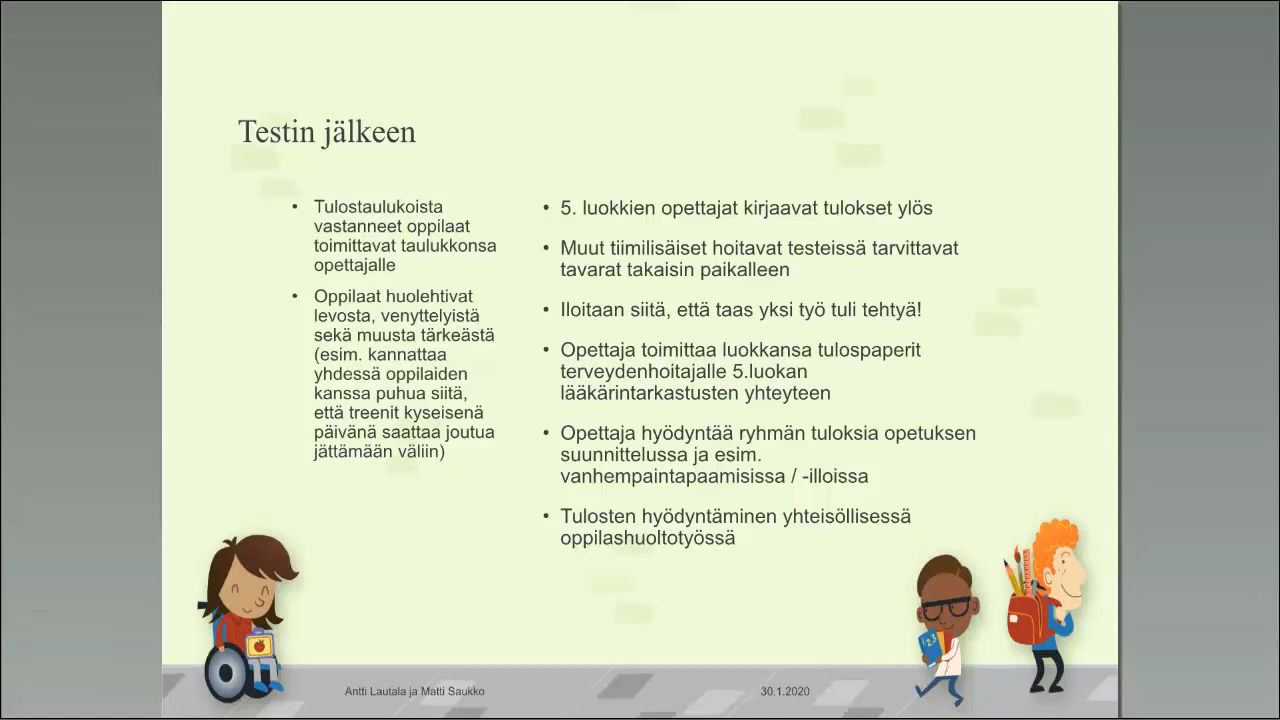 Testin jälkeen
• Tulostaulukoista
vastanneet oppilaat
toimittavat taulukkonsa
opettajalle
• Oppilaat huolehtivat
levosta, venyttelyistä
sekä muusta tärkeästä
(esim. kannattaa
yhdessä oppilaiden
kanssa puhua siitä,
että treenit kyseisenä
päivänä saattaa joutua
jättämään väliin)
• 5. luokkien opettajat kirjaavat tulokset ylös
• Muut tiimilisäiset hoitavat testeissä tarvittavat
tavarat takaisin paikalleen
• Iloitaan siitä, että taas yksi työ tuli tehtyä!
• Opettaja toimittaa luokkansa tulospaperit
terveydenhoitajalle 5.luokan
lääkärintarkastusten yhteyteen
• Opettaja hyödyntää ryhmän tuloksia opetuksen
suunnittelussa ja esim.
vanhempaintapaamisissa / -illoissa
• Tulosten hyödyntäminen yhteisöllisessä
oppilashuoltotyössä
123
Antti Lautala ja Matti Saukko
30.1.2020